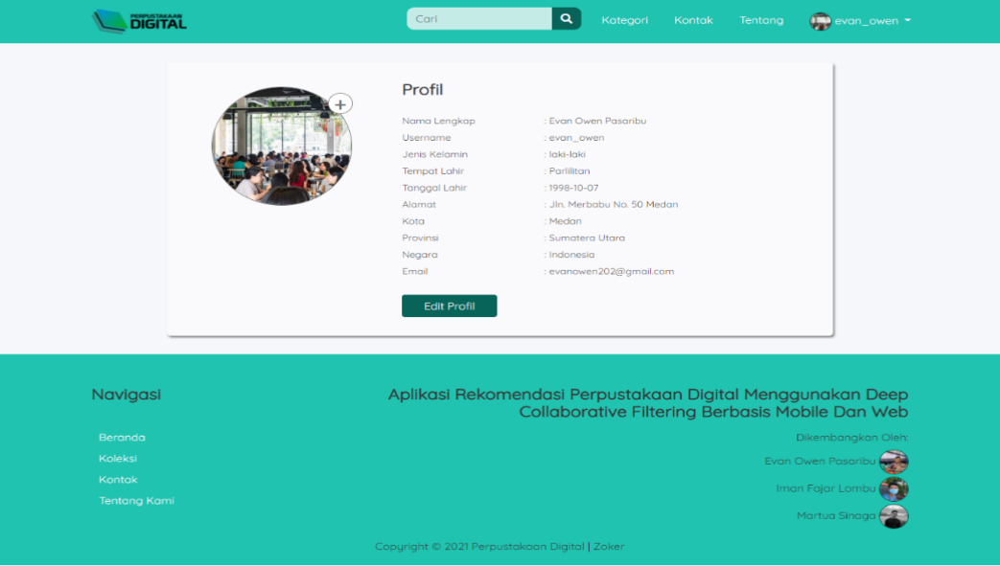 PERPUSTAKAAN
DIGITAL
Cari
Kategori
Kontak
Tentang
evan_owen
+
Profil
Nama Lengkap : Evan Owen Pasaribu
Username : evan_owen
Jenis Kelamin : laki-laki
Tempat Lahir : Parlilitan
Tanggal Lahir : 1998-10-07
Alamat : Jln. Merbabu No. 50 Medan
Kota : Medan
Provinsi : Sumatera Utara
Negara : Indonesia
Email : evanowen202@gmail.com
Edit Profil
Navigasi
Beranda
Koleksi
Kontak
Tentang Kami
Aplikasi Rekomendasi Perpustakaan Digital Menggunakan Deep
Collaborative Filtering Berbasis Mobile Dan Web
Dikembangkan Oleh:
Evan Owen Pasaribu
Iman Fajar Lombu
Martua Sinaga
Copyright © 2021 Perpustakaan Digital | Zoker